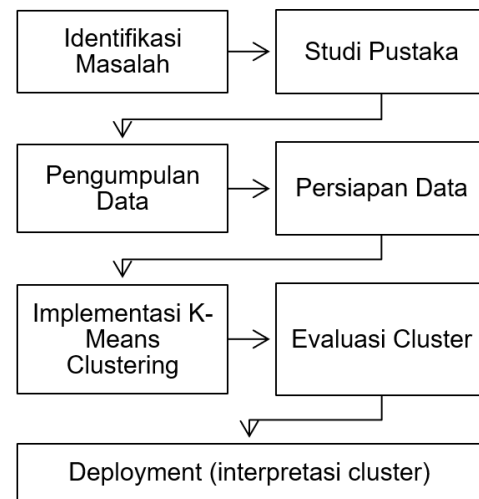 Identifikasi
Masalah
Studi Pustaka
Pengumpulan
Data
Persiapan Data
Implementasi K-
Means
Clustering
Evaluasi Cluster
Deployment (interpretasi cluster)